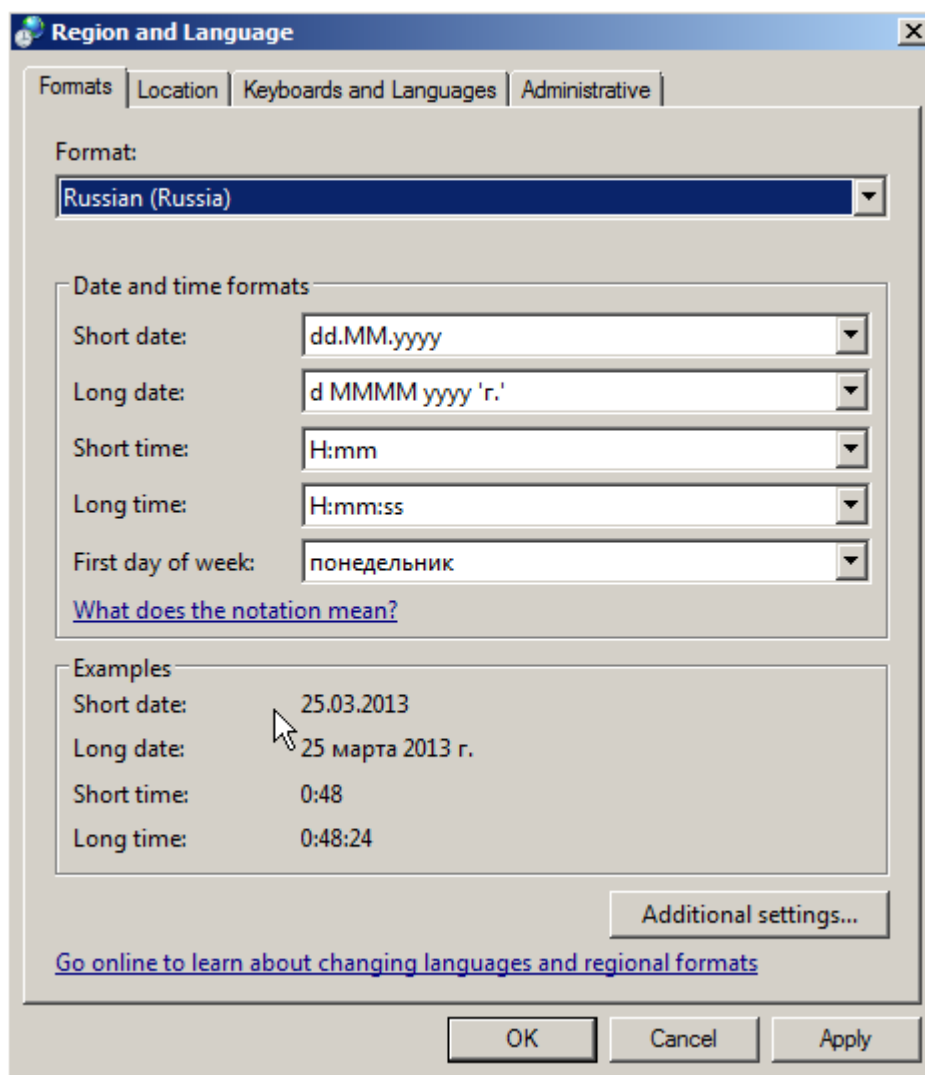 Region and Language
Formats Location Keyboards and Languages Administrative
Format:
Russian (Russia)
Date and time formats
Short date: dd.MM.yyyy
Long date: d MMMM yyyy 'г.'
Short time: H:mm
Long time: H:mm:ss
First day of week: понедельник
What does the notation mean?
Examples
Short date: 25.03.2013
Long date: 25 марта 2013 г.
Short time: 0:48
Long time: 0:48:24
Additional settings...
Go online to learn about changing languages and regional formats
OK Cancel Apply